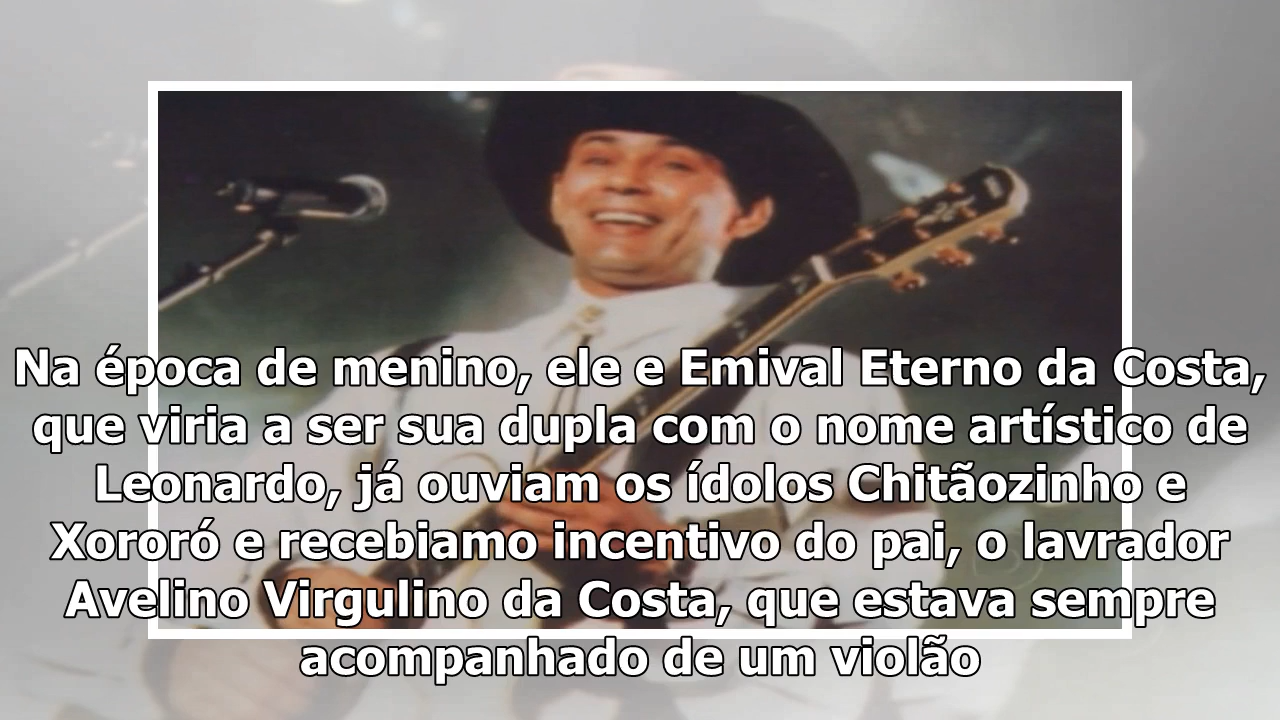 Na época de menino, ele e Emival Eterno da Costa,
que viria a ser sua dupla com o nome artístico de
Leonardo, já ouviam os ídolos Chitãozinho e
Xororó e recebiamo incentivo do pai, o lavrador
Avelino Virgulino da Costa, que estava sempre
acompanhado de um violão